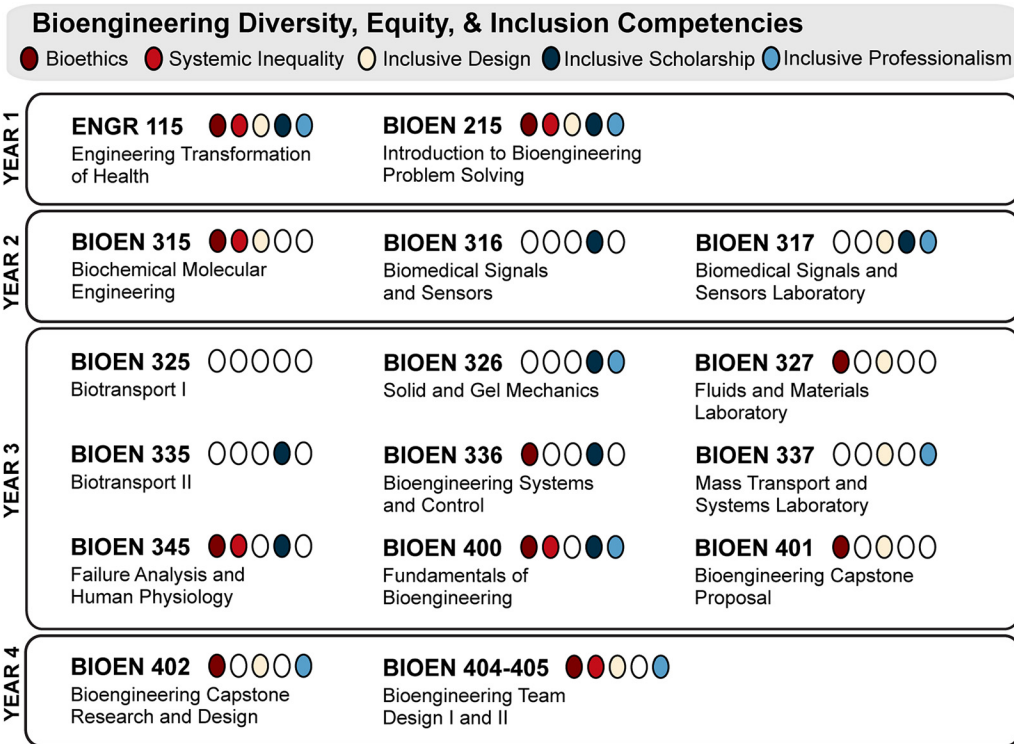 Bioengineering Diversity, Equity, & Inclusion Competencies
Bioethics Systemic Inequality Inclusive Design Inclusive Scholarship Inclusive Professionalism
YEAR 1
ENGR 115
Engineering Transformation
of Health
BIOEN 215
Introduction to Bioengineering
Problem Solving
YEAR 2
BIOEN 315
Biochemical Molecular
Engineering
BIOEN 316
Biomedical Signals
and Sensors
BIOEN 317
Biomedical Signals and
Sensors Laboratory
YEAR 3
BIOEN 325
Biotransport I
BIOEN 326
Solid and Gel Mechanics
BIOEN 327
Fluids and Materials
Laboratory
BIOEN 335
Biotransport II
BIOEN 336
Bioengineering Systems
and Control
BIOEN 337
Mass Transport and
Systems Laboratory
BIOEN 345
Failure Analysis and
Human Physiology
BIOEN 400
Fundamentals of
Bioengineering
BIOEN 401
Bioengineering Capstone
Proposal
YEAR 4
BIOEN 402
Bioengineering Capstone
Research and Design
BIOEN 404-405
Bioengineering Team
Design I and II